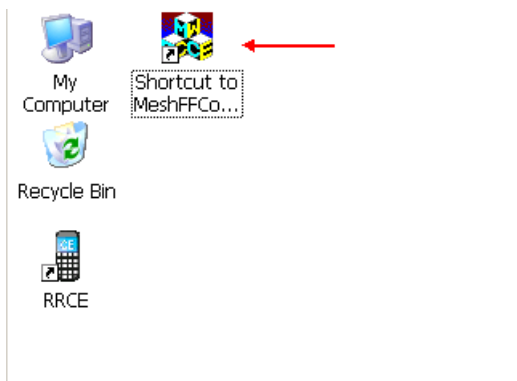 My
Computer
Shortcut to
MeshFFCo...
Recycle Bin
RRCE